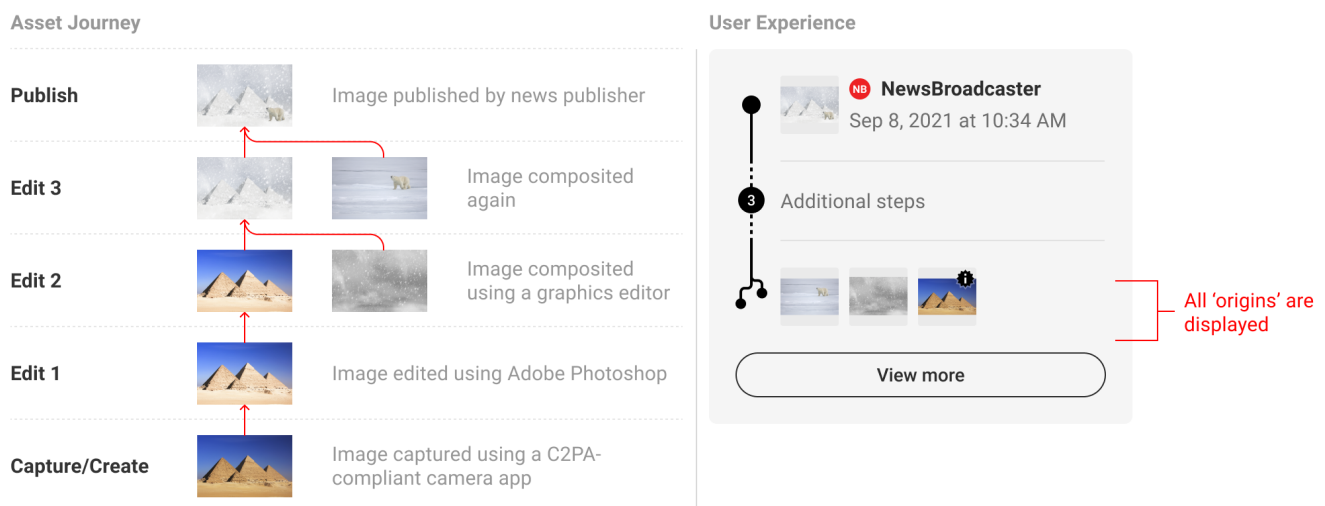 Asset Journey
Publish
Image published by news publisher
Edit 3
Image composited
again
Edit 2
Image composited
using a graphics editor
Edit 1
Image edited using Adobe Photoshop
Capture/Create
Image captured using a C2PA-
compliant camera app
User Experience
NB NewsBroadcaster
Sep 8, 2021 at 10:34 AM
3 Additional steps
i
All ‘origins’ are
displayed
View more